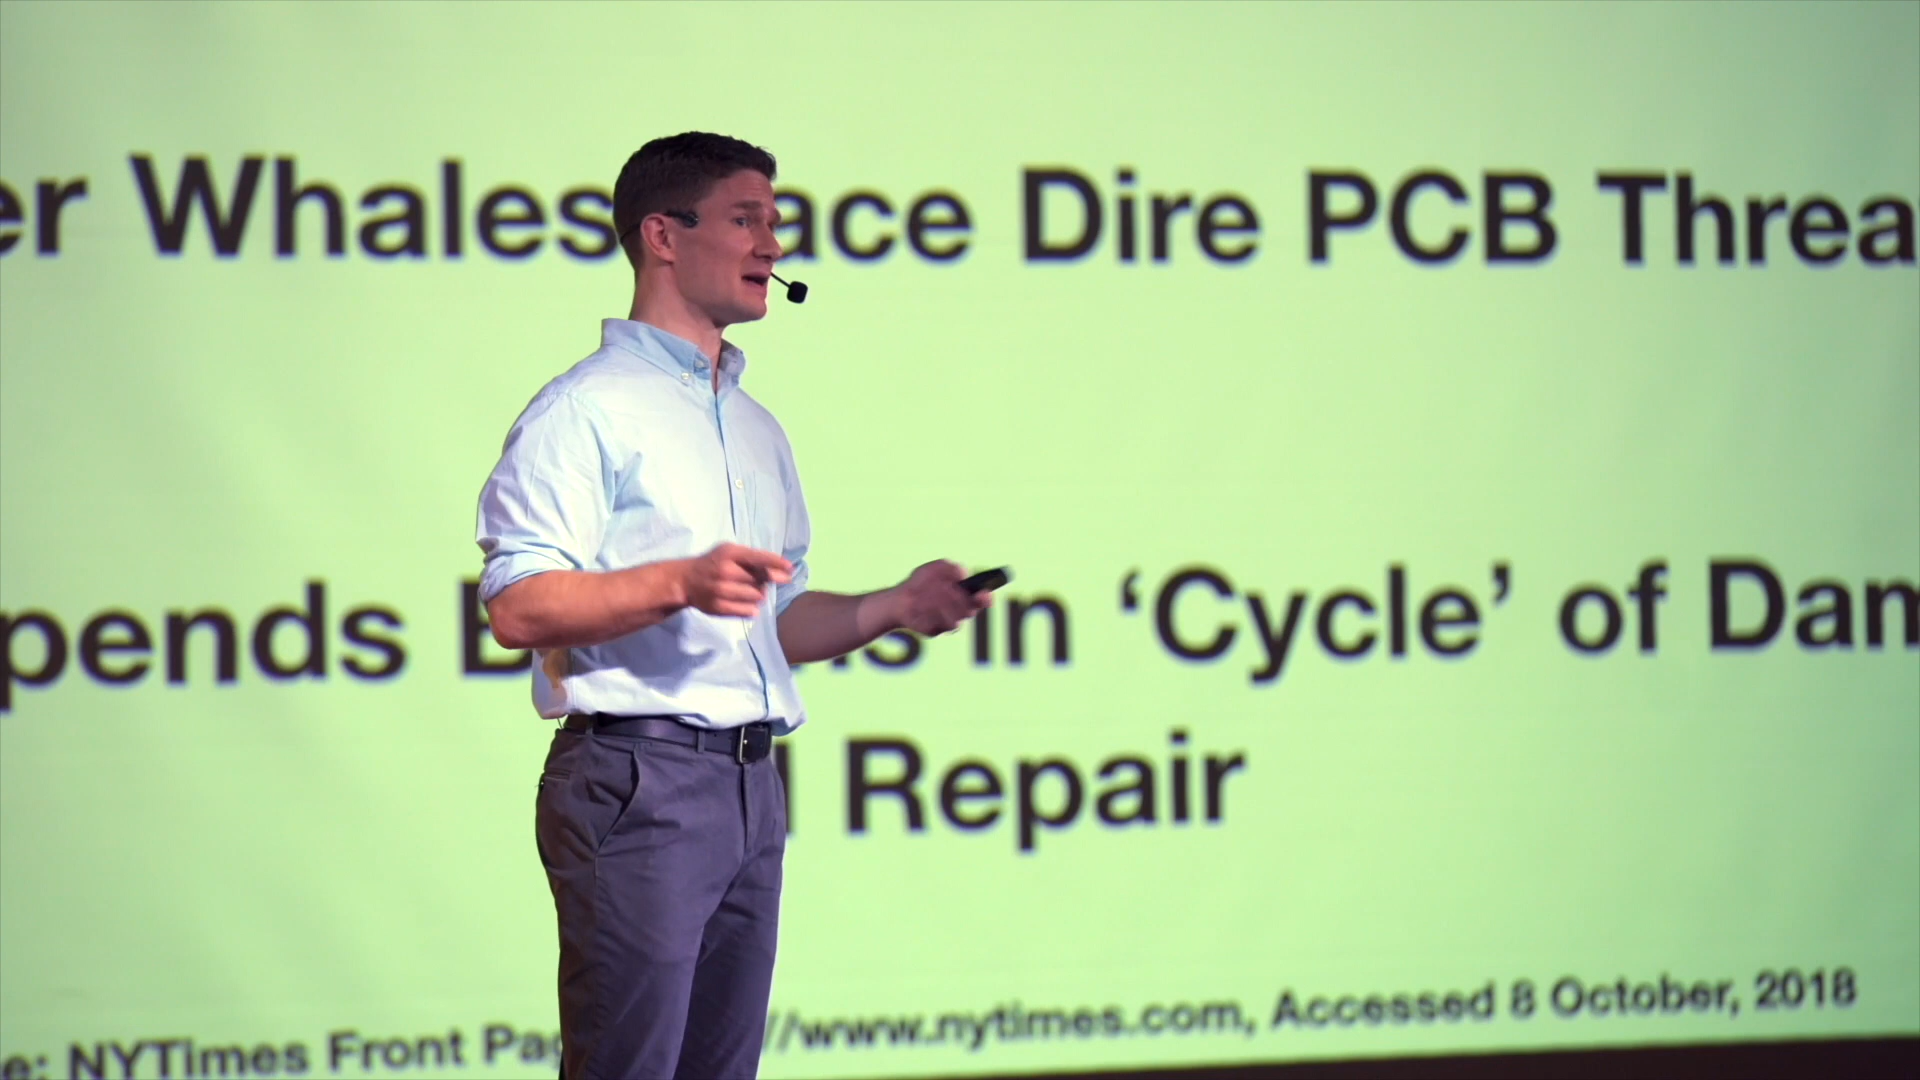 er Whales ace Dire PCB Threa
pends in ‘Cycle’ of Dam
Repair
e: NYTimes Front Pag //www.nytimes.com, Accessed 8 October, 2018